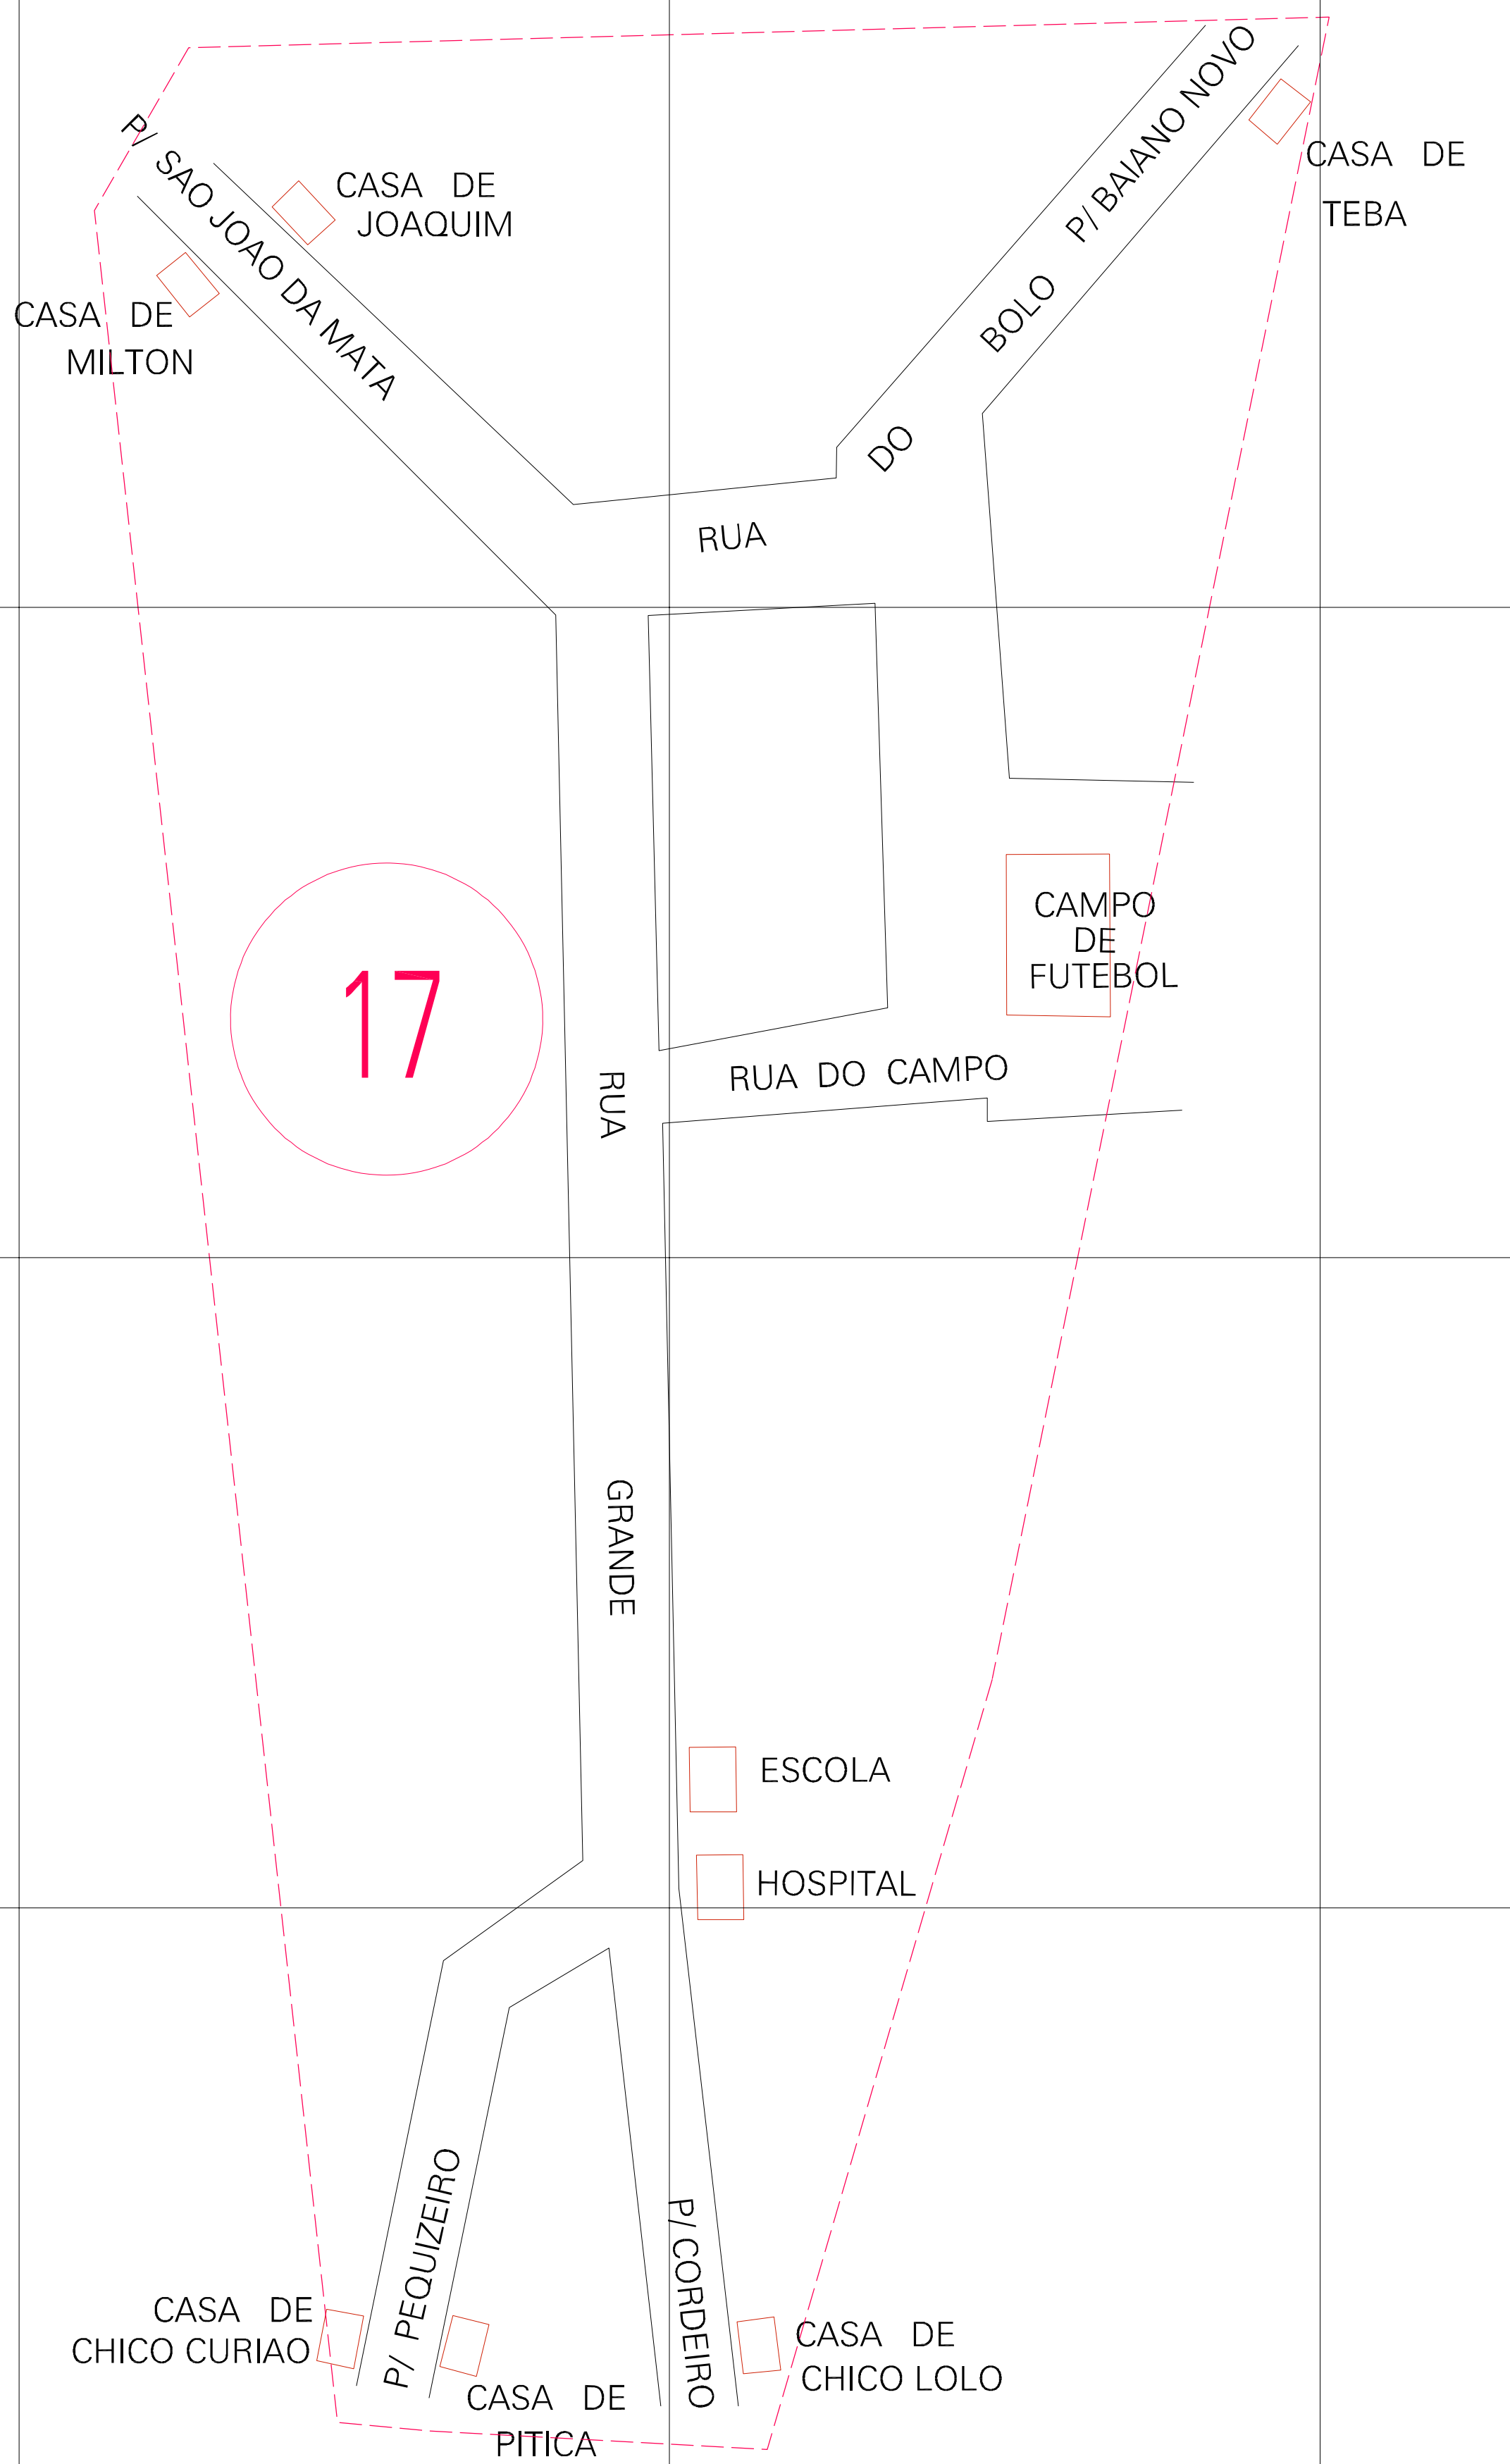 P/ SAO JOAO DA MATA
CASA DE
JOAQUIM
P/ BAIANO NOVO
CASA DE
TEBA
CASA DE
MILTON
RUA DO BOLO
CAMPO
DE
FUTEBOL
17
RUA DO CAMPO
RUA GRANDE
ESCOLA
HOSPITAL
P/ PEQUIZEIRO
P/ CORDEIRO
CASA DE
CHICO CURIAO
CASA DE
PITICA
CASA DE
CHICO LOLO